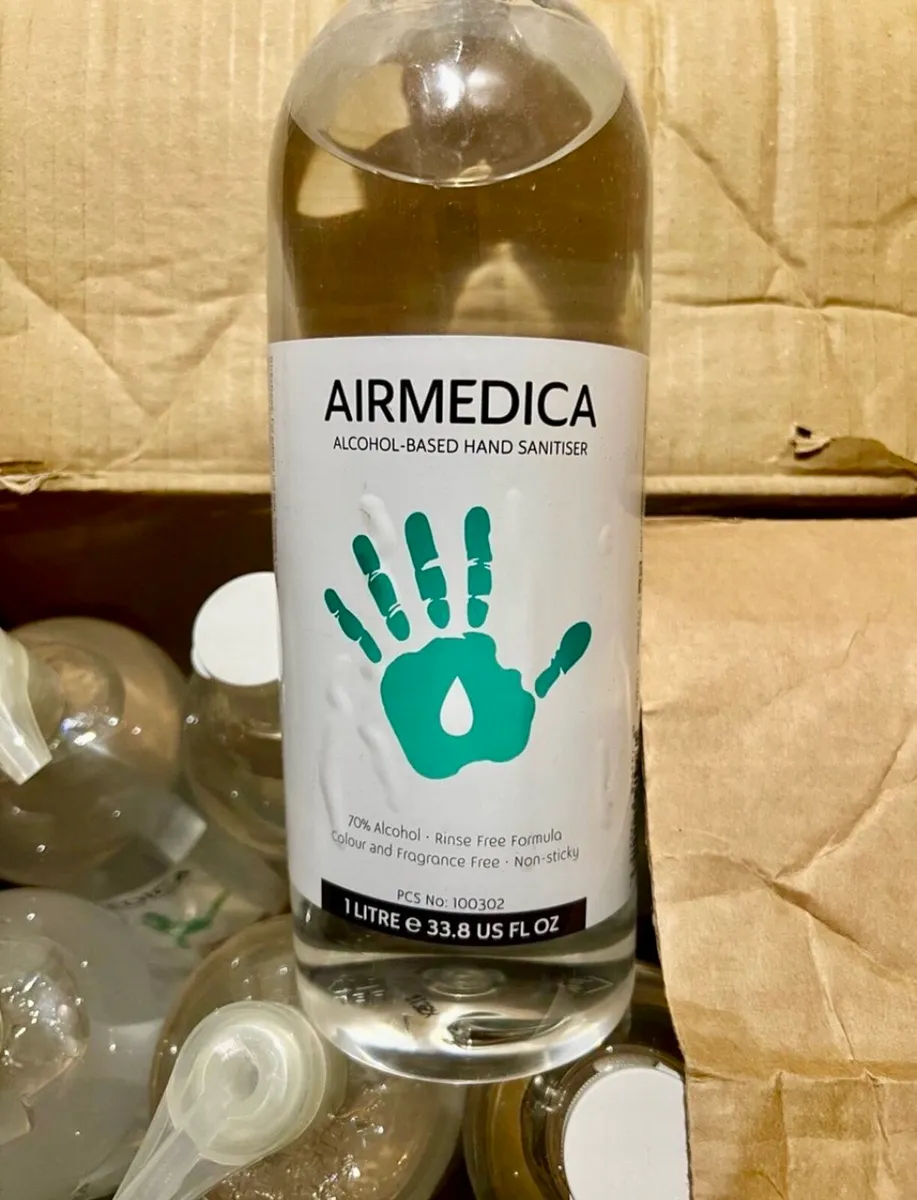 AIRMEDICA
ALCOHOL-BASED HAND SANITISER
70% Alcohol · Rinse Free Formula
Colour and Fragrance Free · Non-sticky
PCS No: 100302
1 LITRE ℮ 33.8 US FL OZ